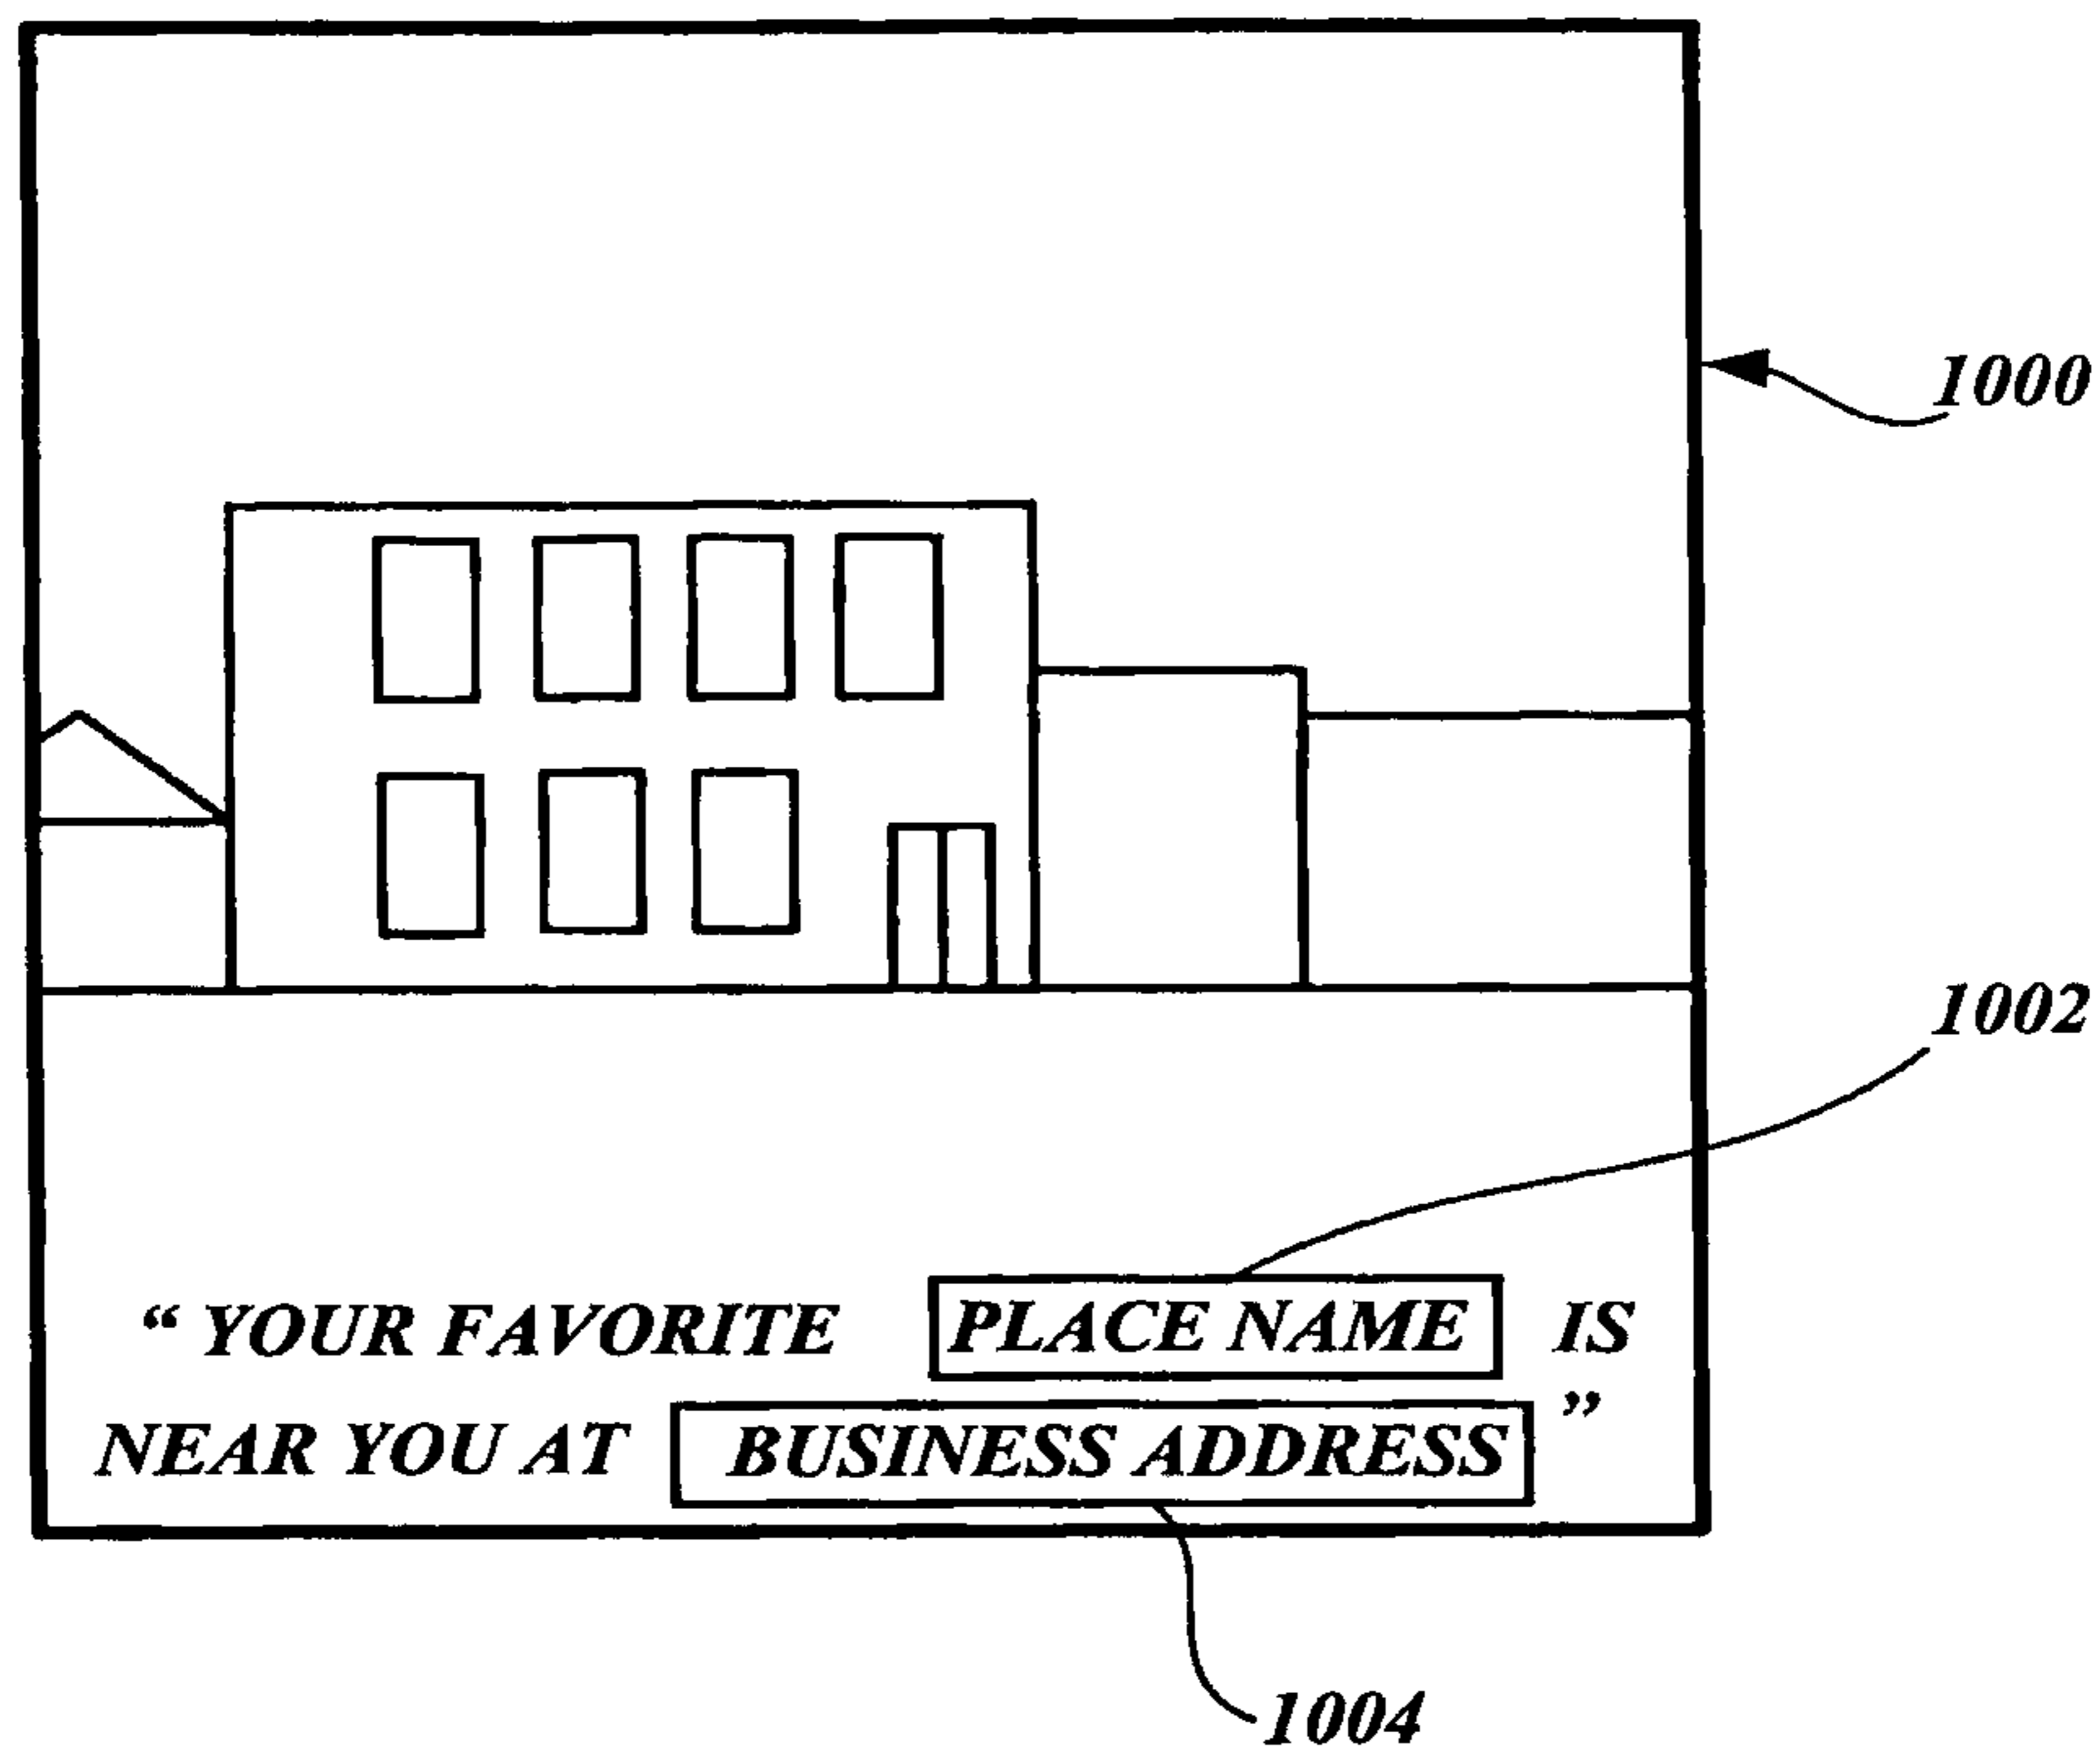 1000
1002
“ YOUR FAVORITE PLACE NAME IS
NEAR YOU AT BUSINESS ADDRESS ”
1004